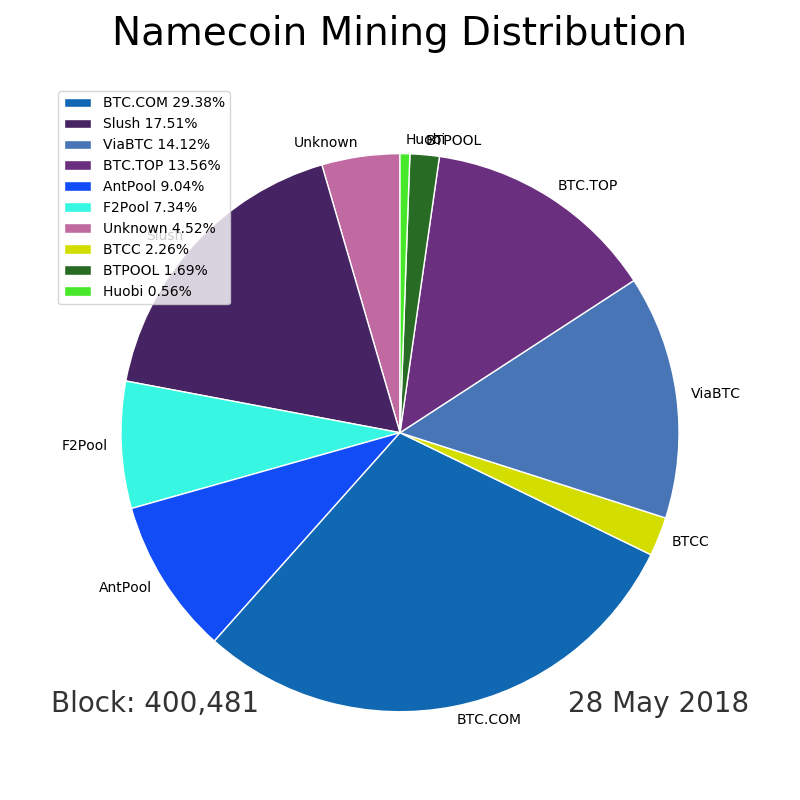 Namecoin Mining Distribution
BTC.COM 29.38%
Slush 17.51%
ViaBTC 14.12%
BTC.TOP 13.56%
AntPool 9.04%
F2Pool 7.34%
Unknown 4.52%
BTCC 2.26%
BTPOOL 1.69%
Huobi 0.56%
Unknown
Huobi
BTPOOL
BTC.TOP
Slush
ViaBTC
F2Pool
BTCC
AntPool
Block: 400,481
28 May 2018
BTC.COM